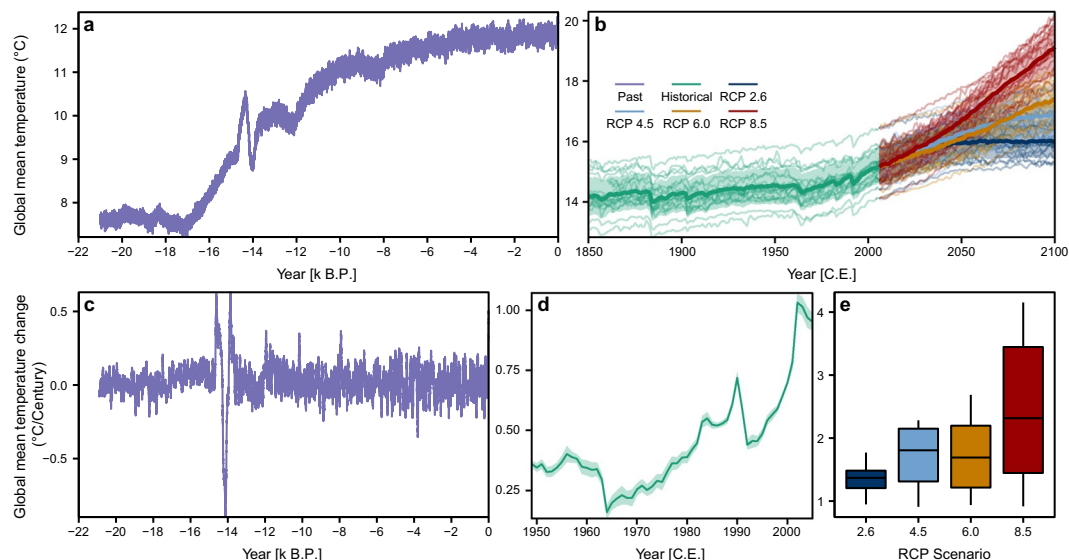 a
Global mean temperature (°C)
12
11
10
9
8
−22 −20 −18 −16 −14 −12 −10 −8 −6 −4 −2 0
Year [k B.P.]
b
20
18
16
14
Past Historical RCP 2.6
RCP 4.5 RCP 6.0 RCP 8.5
1850 1900 1950 2000 2050 2100
Year [C.E.]
c
Global mean temperature change
(°C/Century)
0.5
0.0
−0.5
−22 −20 −18 −16 −14 −12 −10 −8 −6 −4 −2 0
Year [k B.P.]
d
1.00
0.75
0.50
0.25
1950 1960 1970 1980 1990 2000
Year [C.E.]
e
4
3
2
1
2.6 4.5 6.0 8.5
RCP Scenario